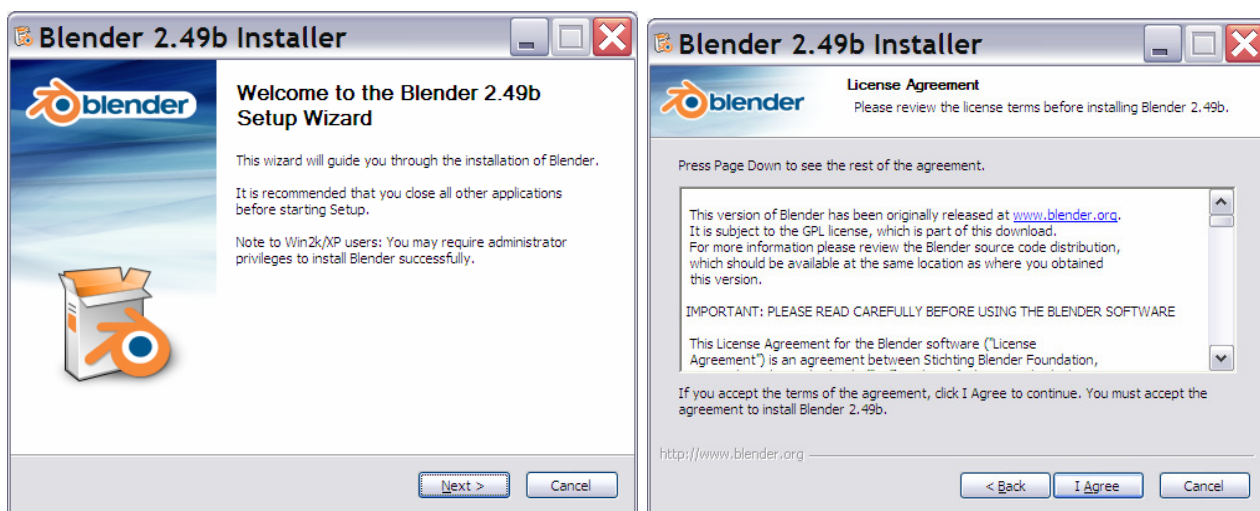 Blender 2.49b Installer
blender
Welcome to the Blender 2.49b
Setup Wizard
This wizard will guide you through the installation of Blender.
It is recommended that you close all other applications
before starting Setup.
Note to Win2k/XP users: You may require administrator
privileges to install Blender successfully.
Next >
Cancel
Blender 2.49b Installer
blender
License Agreement
Please review the license terms before installing Blender 2.49b.
Press Page Down to see the rest of the agreement.
This version of Blender has been originally released at www.blender.org.
It is subject to the GPL license, which is part of this download.
For more information please review the Blender source code distribution,
which should be available at the same location as where you obtained
this version.
IMPORTANT: PLEASE READ CAREFULLY BEFORE USING THE BLENDER SOFTWARE
This License Agreement for the Blender software ("License
Agreement") is an agreement between Stichting Blender Foundation,
If you accept the terms of the agreement, click I Agree to continue. You must accept the
agreement to install Blender 2.49b.
http://www.blender.org
< Back
I Agree
Cancel